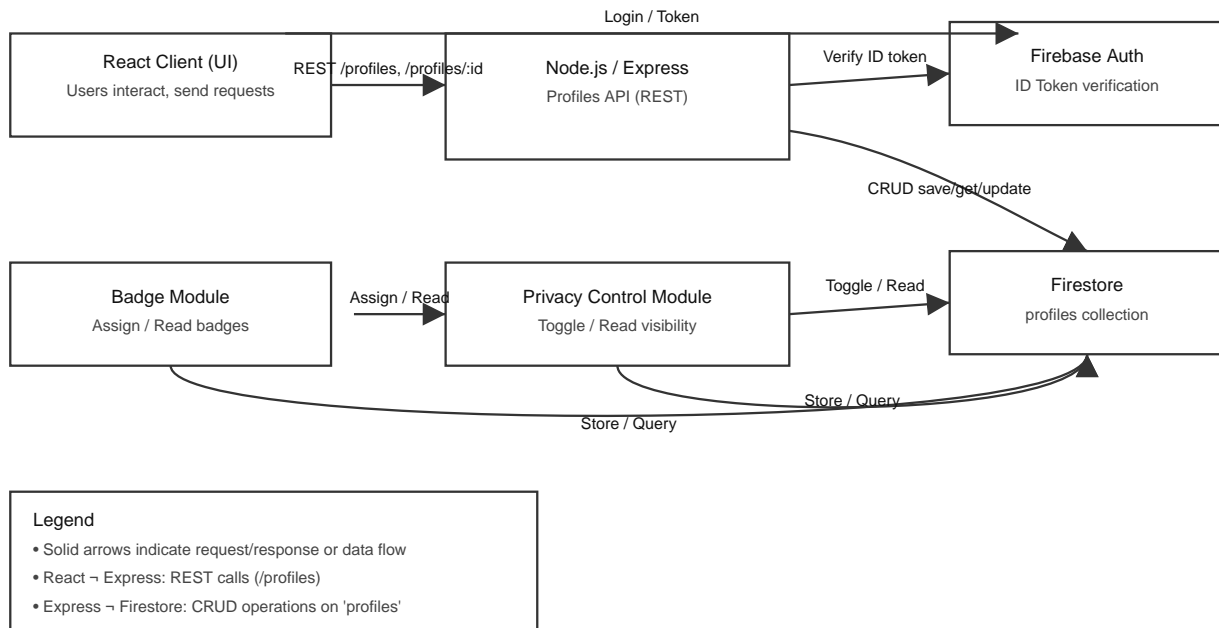 Login / Token
React Client (UI)
Users interact, send requests
REST /profiles, /profiles/:id
Node.js / Express
Profiles API (REST)
Verify ID token
Firebase Auth
ID Token verification
CRUD save/get/update
Badge Module
Assign / Read badges
Assign / Read
Privacy Control Module
Toggle / Read visibility
Toggle / Read
Firestore
profiles collection
Store / Query
Store / Query
Legend
• Solid arrows indicate request/response or data flow
• React ¬ Express: REST calls (/profiles)
• Express ¬ Firestore: CRUD operations on 'profiles'